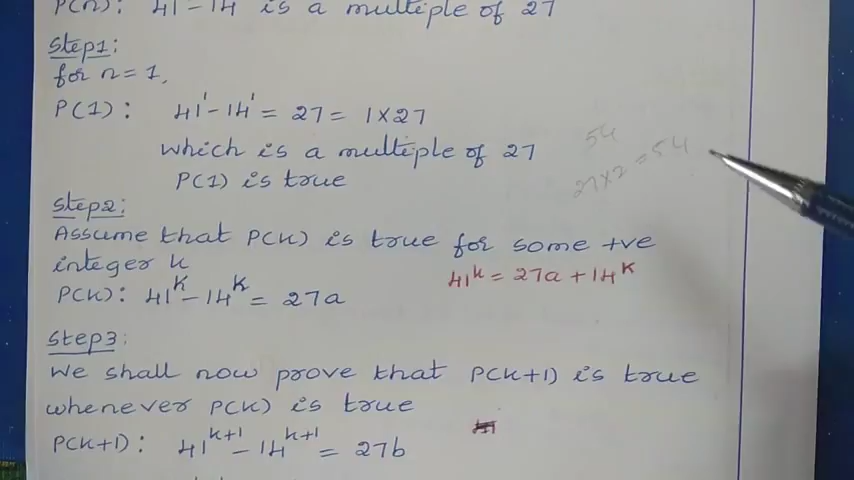 P(n): 41 - 14 is a multiple of 27
Step1:
for n=1,
P(1): 41¹-14¹ = 27 = 1×27
which is a multiple of 27
P(1) is true
54
27×2 = 54
Step2:
Assume that P(k) is true for some +ve
integer k
P(k): 41ᵏ-14ᵏ = 27a
41ᵏ = 27a + 14ᵏ
Step3:
We shall now prove that P(k+1) is true
whenever P(k) is true
P(k+1): 41ᵏ⁺¹-14ᵏ⁺¹ = 27b